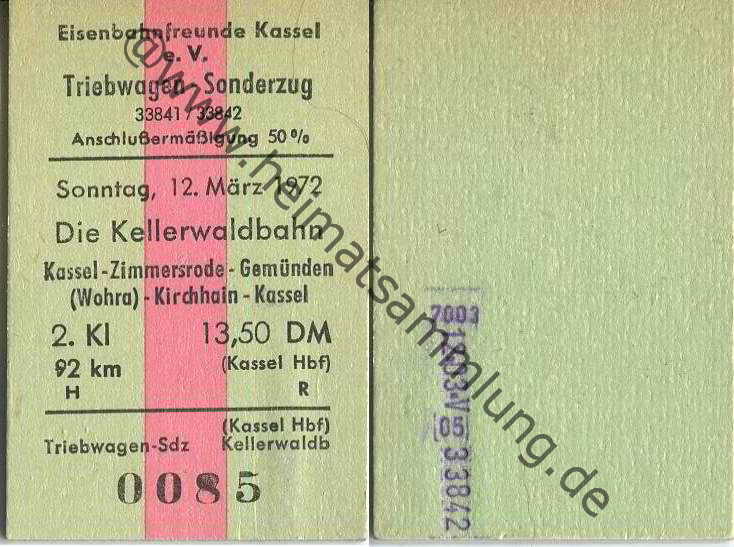 Eisenbahnfreunde Kassel
e. V.
Triebwagen-Sonderzug
33841 / 33842
Anschlußermäßigung 50%
Sonntag, 12. März 1972
Die Kellerwaldbahn
Kassel-Zimmersrode-Gemünden
(Wohra)-Kirchhain-Kassel
2. Kl 13,50 DM
92 km (Kassel Hbf)
H R
(Kassel Hbf)
Triebwagen-Sdz Kellerwaldb
0085
@www.heimatsammlung.de
7003
1303.V
05
33842